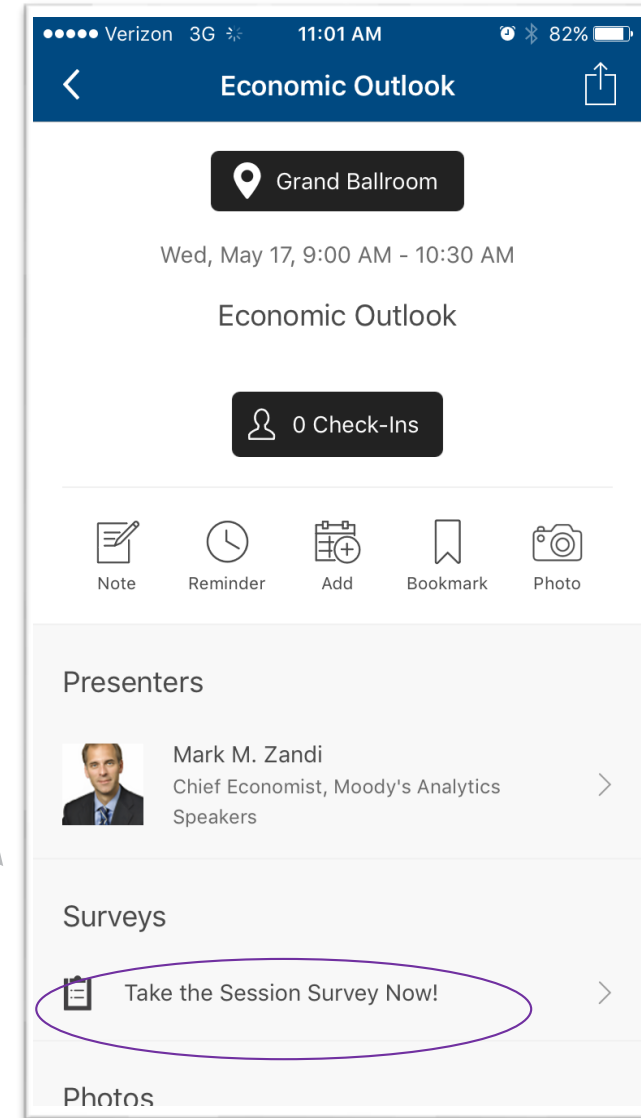 Verizon 3G 11:01 AM 82%
Economic Outlook
Grand Ballroom
Wed, May 17, 9:00 AM - 10:30 AM
Economic Outlook
0 Check-Ins
Note Reminder Add Bookmark Photo
Presenters
Mark M. Zandi
Chief Economist, Moody's Analytics
Speakers
Surveys
Take the Session Survey Now!
Photos